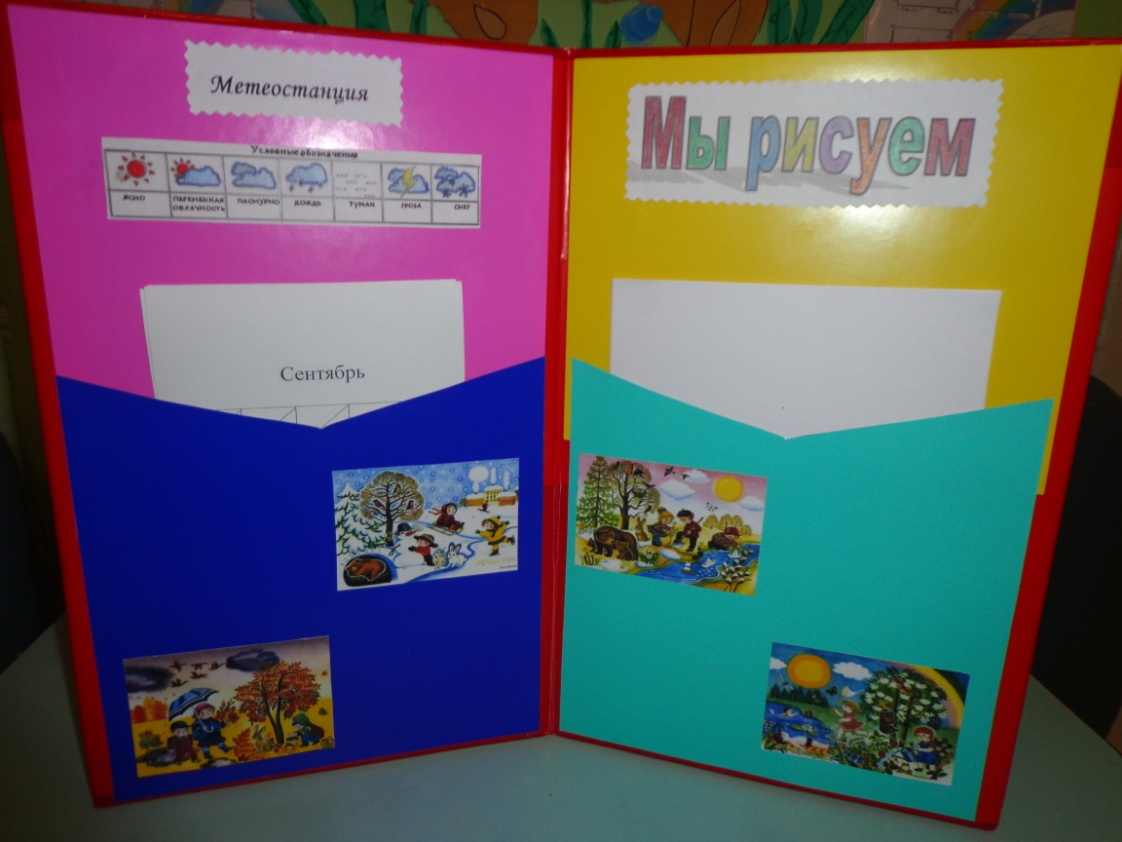 Метеостанция
Условные обозначения
ЯСНО ПЕРЕМЕННАЯ ОБЛАЧНОСТЬ ПАСМУРНО ДОЖДЬ ТУМАН ГРОЗА СНЕГ
Сентябрь
Мы рисуем